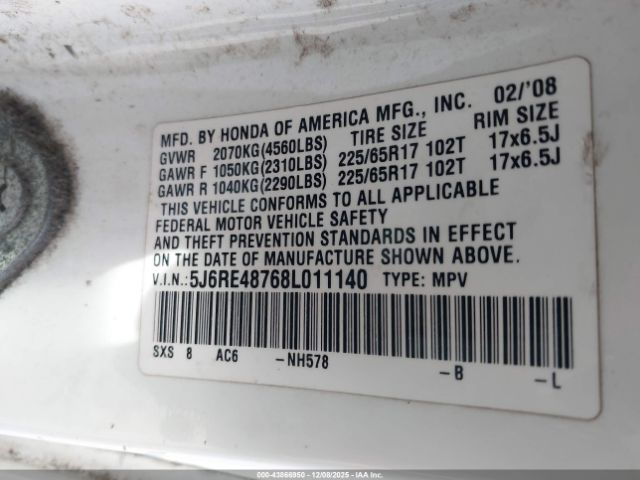 MFD. BY HONDA OF AMERICA MFG., INC. 02/'08
GVWR 2070KG(4560LBS) TIRE SIZE RIM SIZE
GAWR F 1050KG(2310LBS) 225/65R17 102T 17x6.5J
GAWR R 1040KG(2290LBS) 225/65R17 102T 17x6.5J
THIS VEHICLE CONFORMS TO ALL APPLICABLE
FEDERAL MOTOR VEHICLE SAFETY
AND THEFT PREVENTION STANDARDS IN EFFECT
ON THE DATE OF MANUFACTURE SHOWN ABOVE.
V.I.N.:5J6RE48768L011140 TYPE: MPV
SXS 8 AC6 -NH578 -B -L
000-43866950 • 12/08/2025 - IAAI.COM